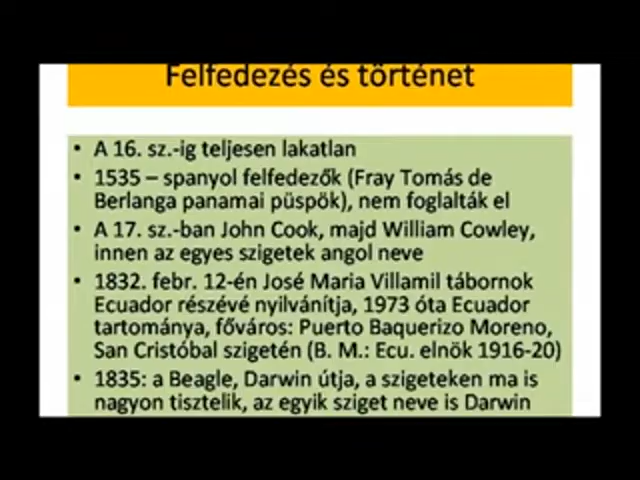 Felfedezés és történet
• A 16. sz.-ig teljesen lakatlan
• 1535 – spanyol felfedezők (Fray Tomás de
Berlanga panamai püspök), nem foglalták el
• A 17. sz.-ban John Cook, majd William Cowley,
innen az egyes szigetek angol neve
• 1832. febr. 12-én José Maria Villamil tábornok
Ecuador részévé nyilvánítja, 1973 óta Ecuador
tartománya, főváros: Puerto Baquerizo Moreno,
San Cristóbal szigetén (B. M.: Ecu. elnök 1916-20)
• 1835: a Beagle, Darwin útja, a szigeteken ma is
nagyon tisztelik, az egyik sziget neve is Darwin